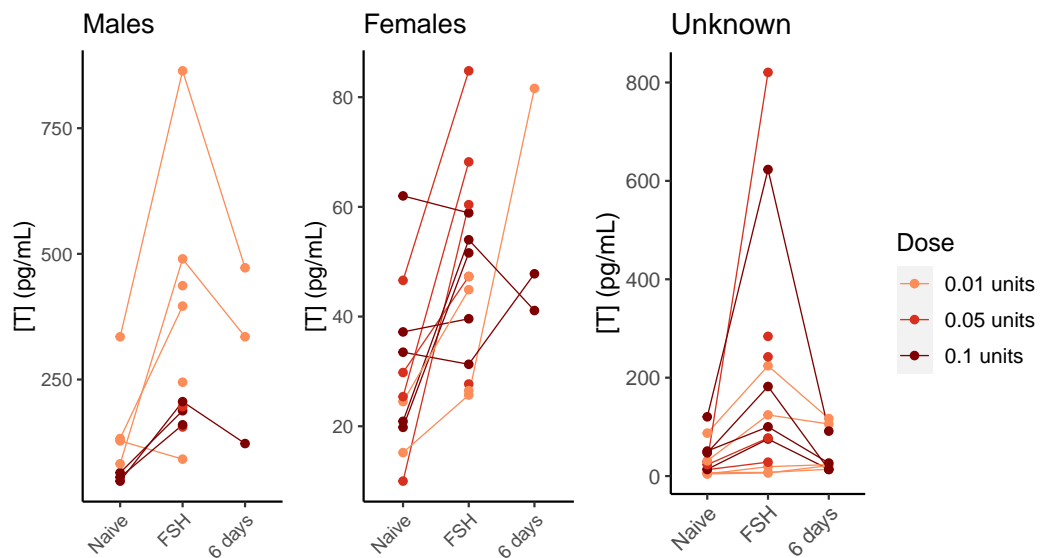 Males
Females
Unknown
[T] (pg/mL)
750
500
250
Naive
FSH
6 days
[T] (pg/mL)
80
60
40
20
Naive
FSH
6 days
[T] (pg/mL)
800
600
400
200
0
Naive
FSH
6 days
Dose
0.01 units
0.05 units
0.1 units